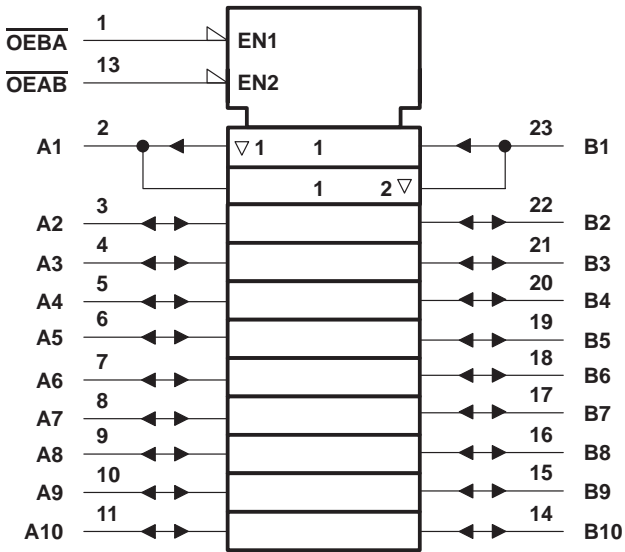 OEBA 1 EN1
OEAB 13 EN2
A1 2 ▽ 1 1 23 B1
1 2 ▽
A2 3 22 B2
A3 4 21 B3
A4 5 20 B4
A5 6 19 B5
A6 7 18 B6
A7 8 17 B7
A8 9 16 B8
A9 10 15 B9
A10 11 14 B10